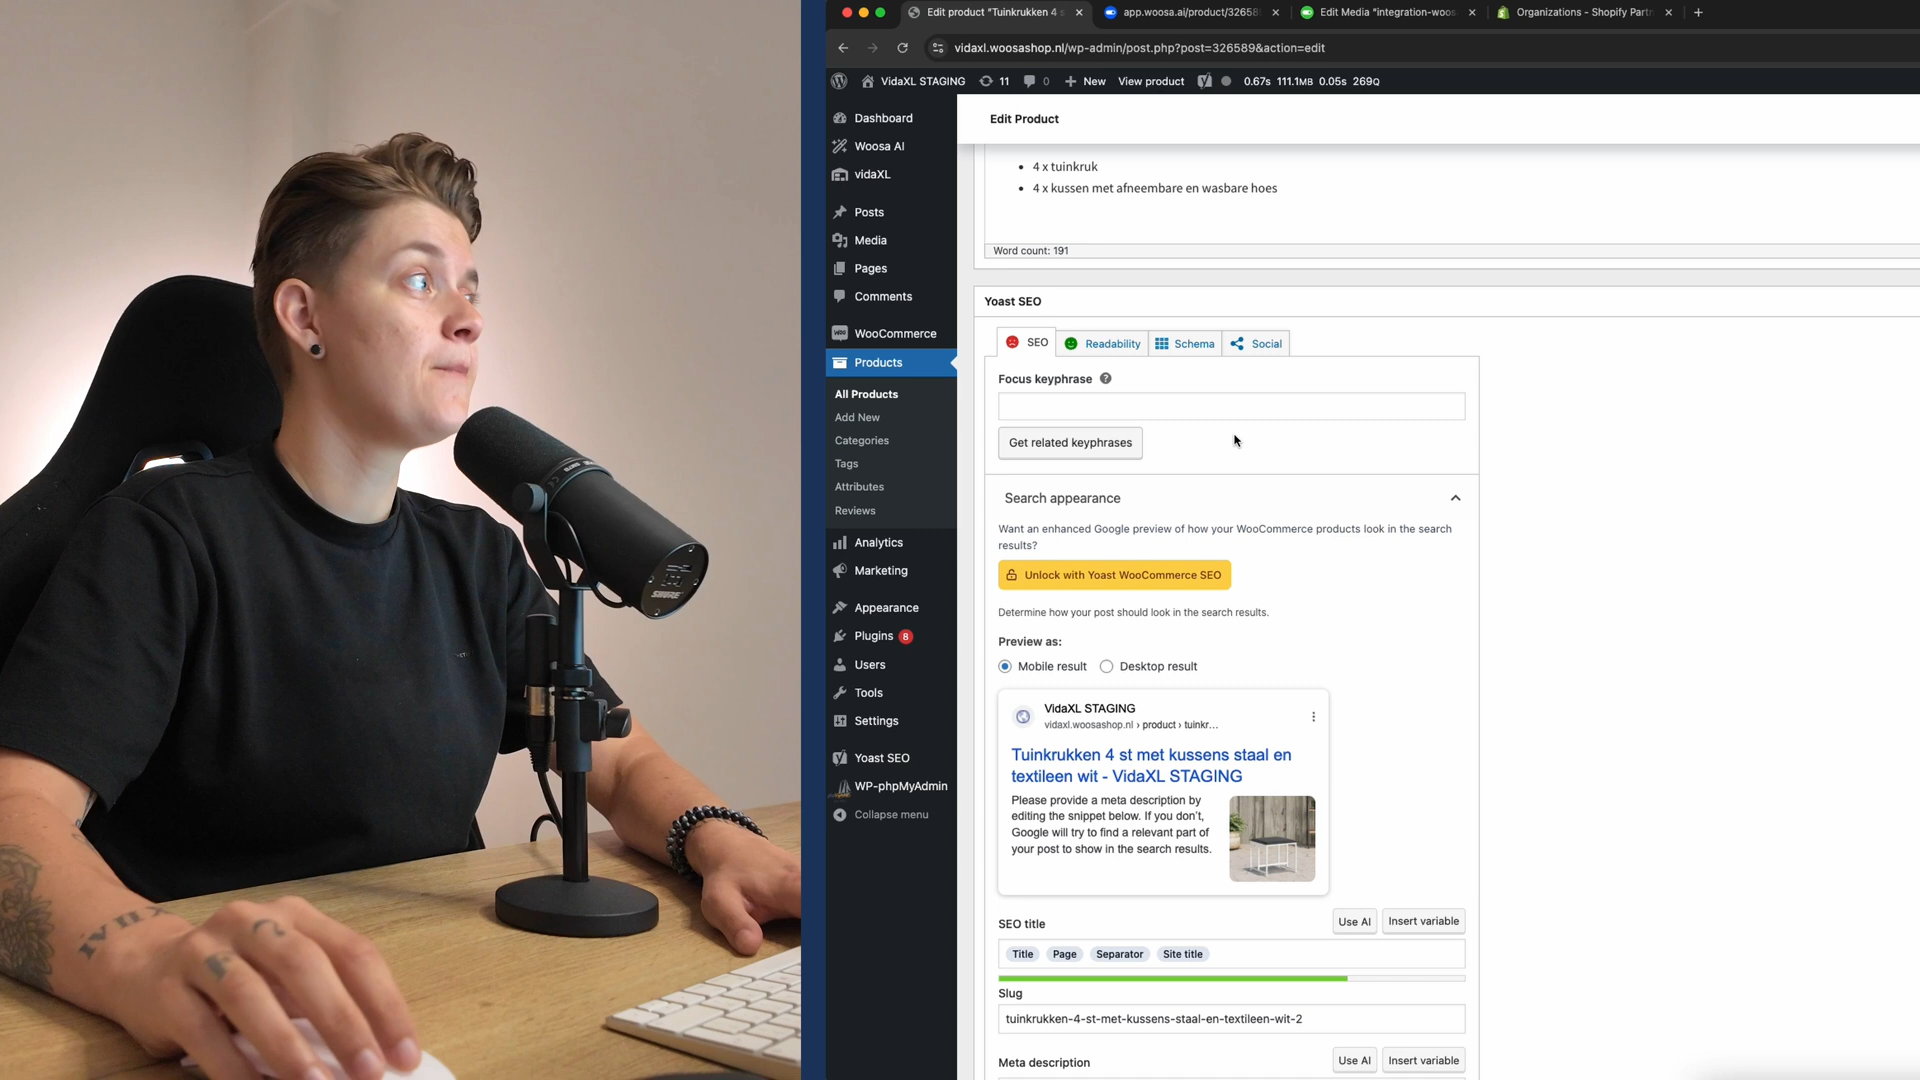 Edit product "Tuinkrukken 4 s
app.woosa.ai/product/32658
Edit Media "integration-woos
Organizations - Shopify Partn
vidaxl.woosashop.nl/wp-admin/post.php?post=326589&action=edit
VidaXL STAGING
11
0
New
View product
0.67s 111.1MB 0.05s 269Q
Dashboard
Woosa AI
vidaXL
Posts
Media
Pages
Comments
WooCommerce
Products
All Products
Add New
Categories
Tags
Attributes
Reviews
Analytics
Marketing
Appearance
Plugins 8
Users
Tools
Settings
Yoast SEO
WP-phpMyAdmin
Collapse menu
Edit Product
4 x tuinkruk
4 x kussen met afneembare en wasbare hoes
Word count: 191
Yoast SEO
SEO
Readability
Schema
Social
Focus keyphrase
Get related keyphrases
Search appearance
Want an enhanced Google preview of how your WooCommerce products look in the search
results?
Unlock with Yoast WooCommerce SEO
Determine how your post should look in the search results.
Preview as:
Mobile result
Desktop result
VidaXL STAGING
vidaxl.woosashop.nl › product › tuinkr…
Tuinkrukken 4 st met kussens staal en
textileen wit - VidaXL STAGING
Please provide a meta description by
editing the snippet below. If you don't,
Google will try to find a relevant part of
your post to show in the search results.
SEO title
Use AI
Insert variable
Title
Page
Separator
Site title
Slug
tuinkrukken-4-st-met-kussens-staal-en-textileen-wit-2
Meta description
Use AI
Insert variable
SHURE